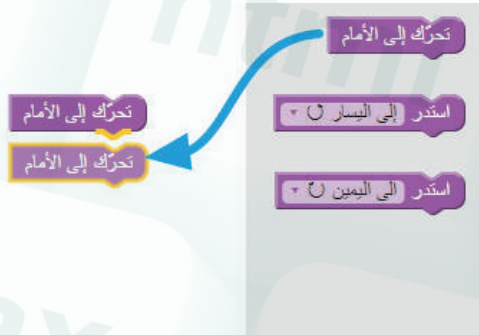 تحرّك إلى الأمام
استدر إلى اليسار
استدر إلى اليمين
تحرّك إلى الأمام
تحرّك إلى الأمام